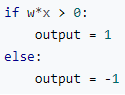 if w*x > 0:
    output = 1
else:
    output = -1